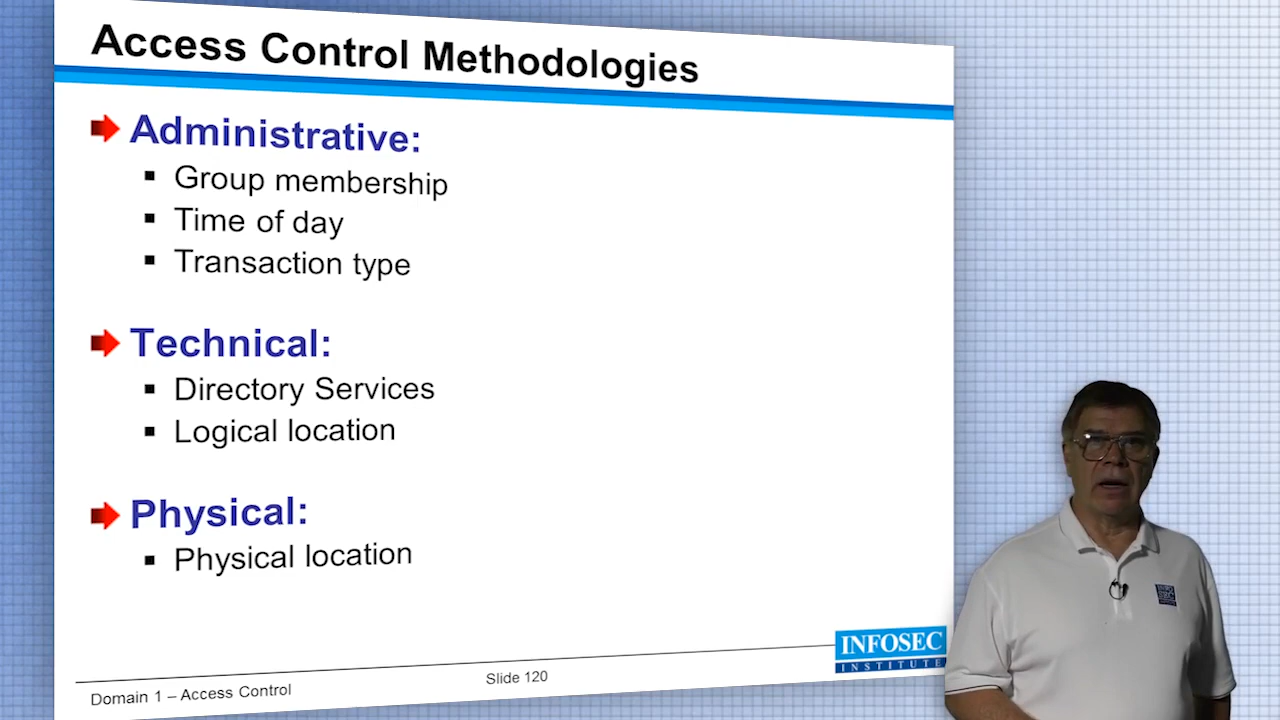 Access Control Methodologies
Administrative:
Group membership
Time of day
Transaction type
Technical:
Directory Services
Logical location
Physical:
Physical location
INFOSEC
INSTITUTE
Domain 1 – Access Control
Slide 120